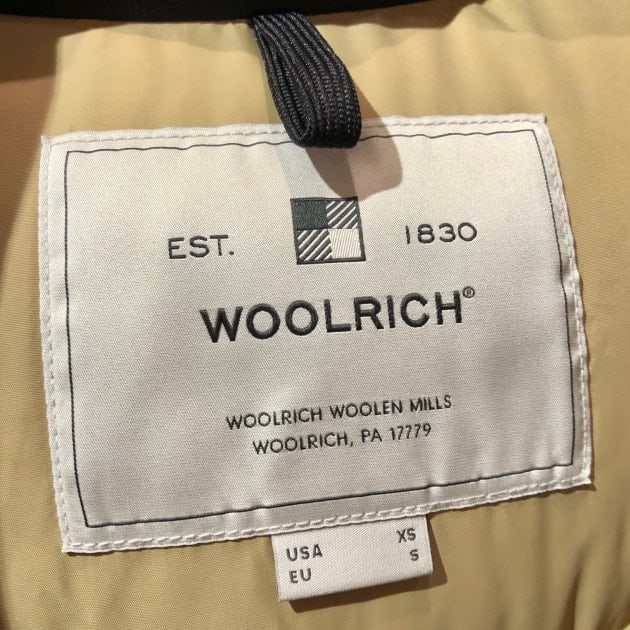 EST. 1830
WOOLRICH®
WOOLRICH WOOLEN MILLS
WOOLRICH, PA 17779
USA XS
EU S